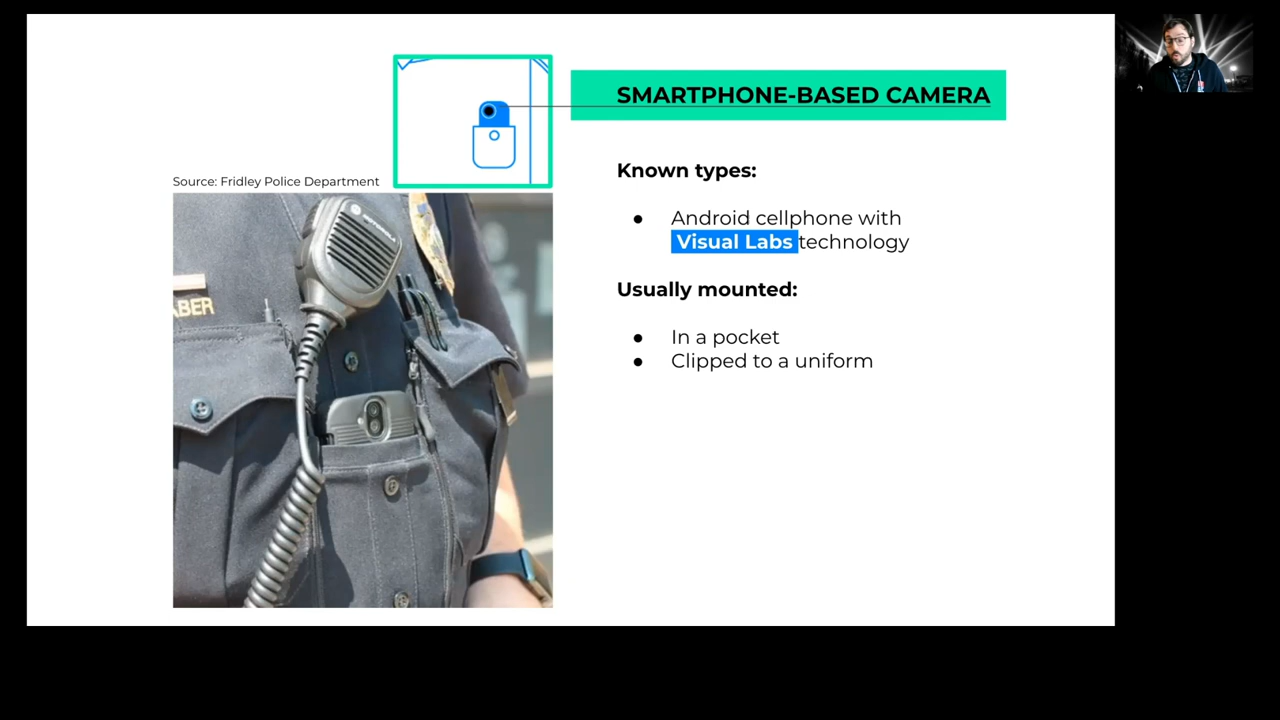 SMARTPHONE-BASED CAMERA
Source: Fridley Police Department
MOTOROLA
ABER
Known types:
● Android cellphone with
Visual Labs technology
Usually mounted:
● In a pocket
● Clipped to a uniform